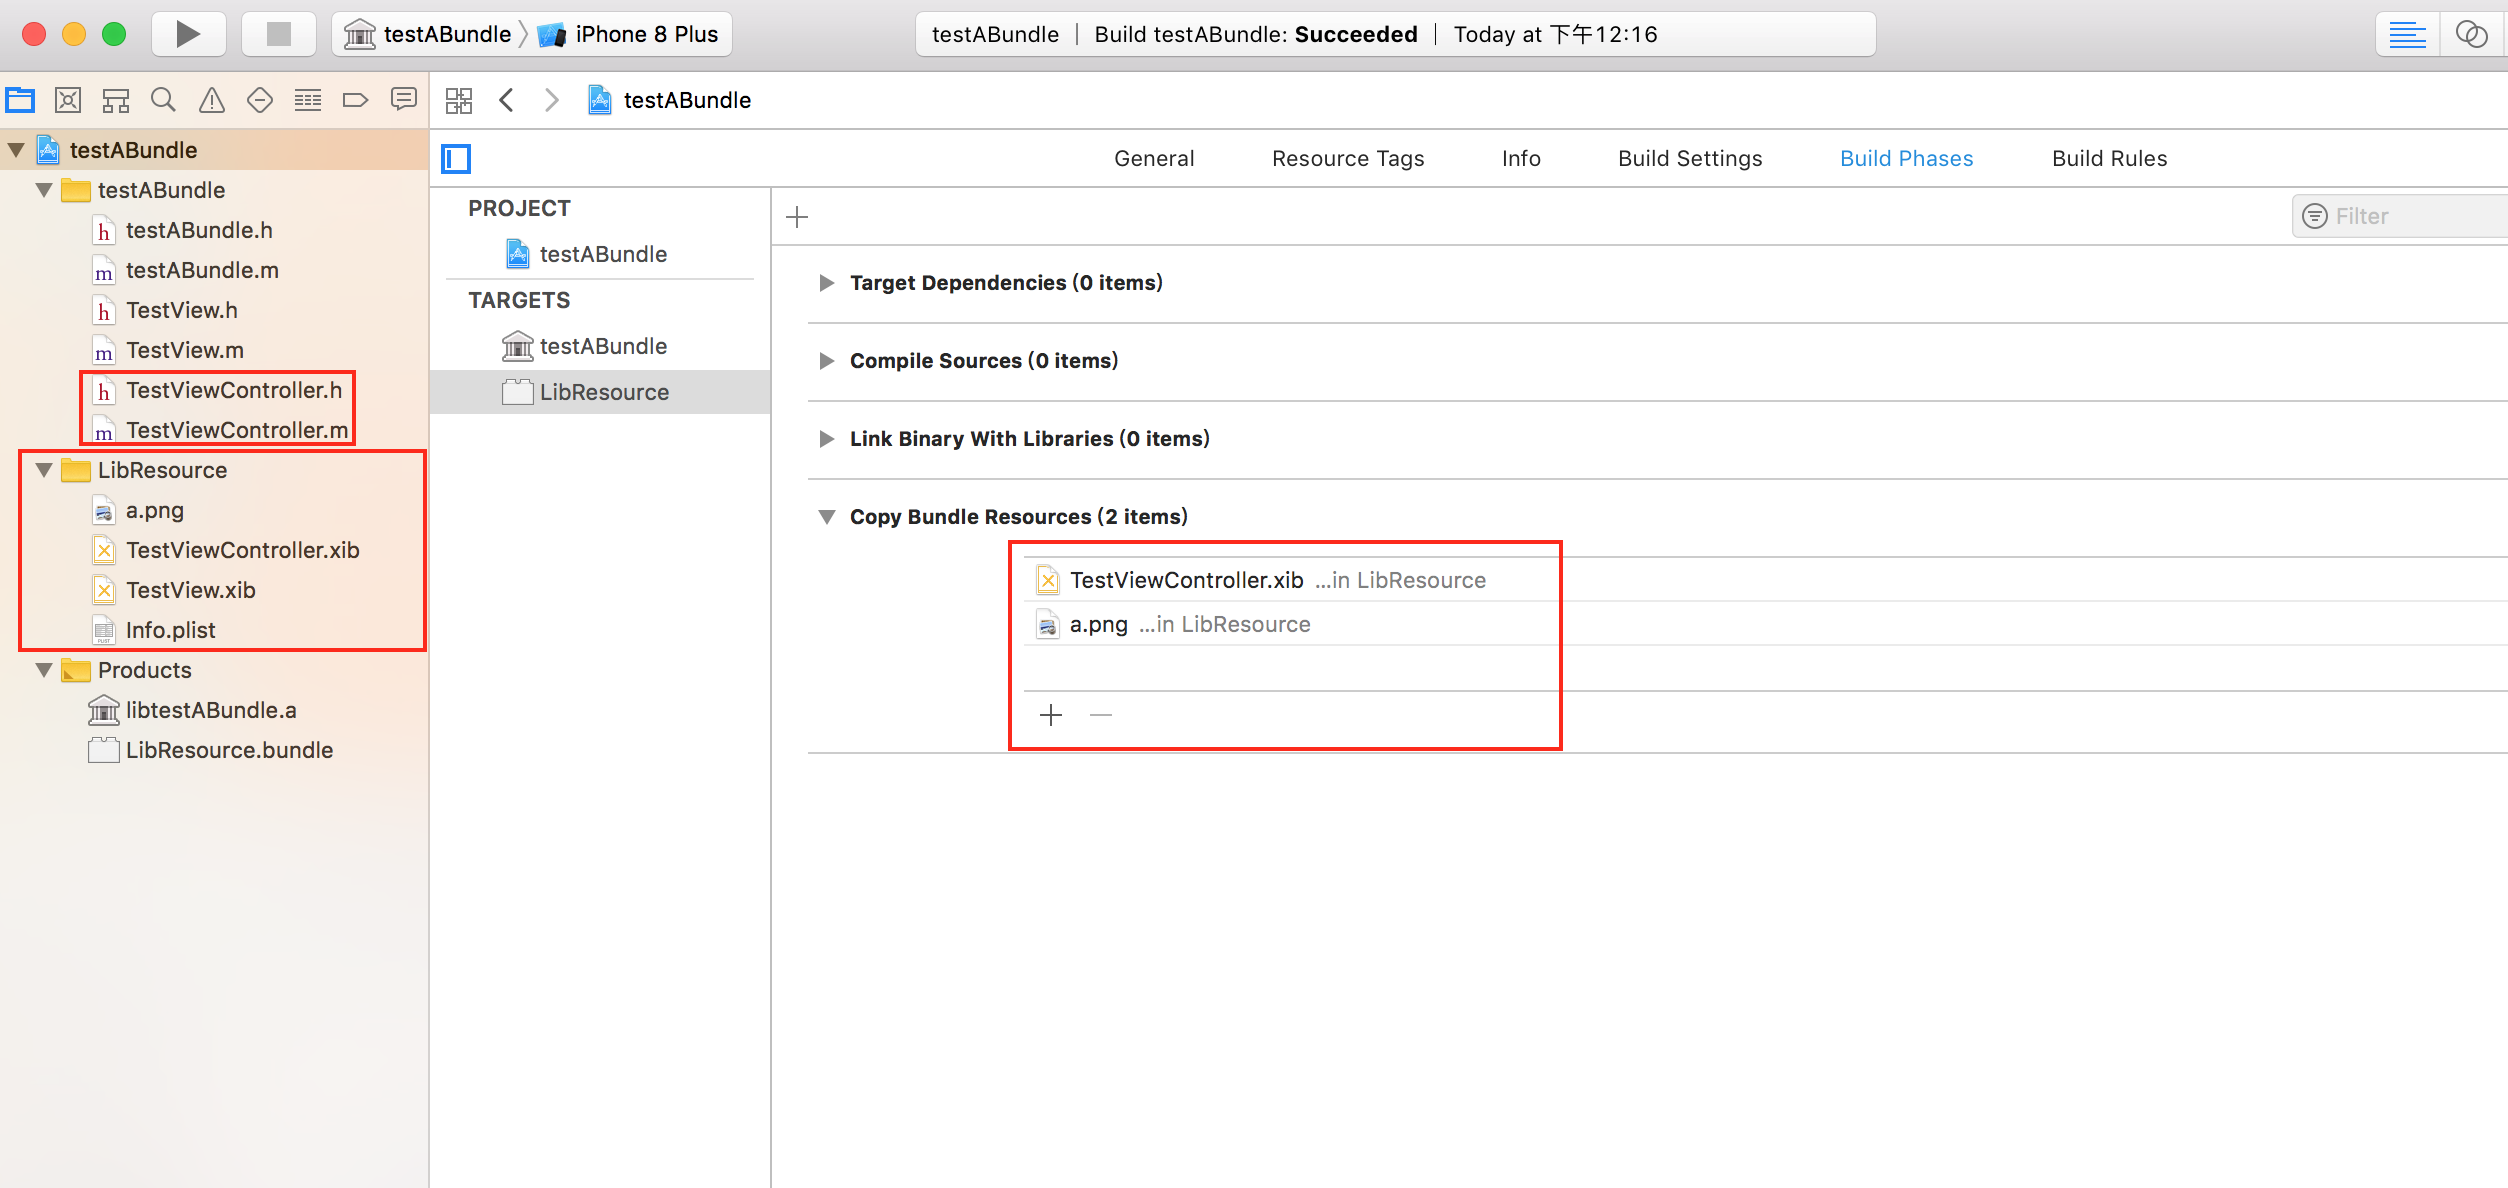 testABundle iPhone 8 Plus
testABundle | Build testABundle: Succeeded | Today at 下午12:16
testABundle
testABundle
testABundle
testABundle.h
testABundle.m
TestView.h
TestView.m
TestViewController.h
TestViewController.m
LibResource
a.png
TestViewController.xib
TestView.xib
Info.plist
Products
libtestABundle.a
LibResource.bundle
General Resource Tags Info Build Settings Build Phases Build Rules
PROJECT
testABundle
TARGETS
testABundle
LibResource
Filter
Target Dependencies (0 items)
Compile Sources (0 items)
Link Binary With Libraries (0 items)
Copy Bundle Resources (2 items)
TestViewController.xib ...in LibResource
a.png ...in LibResource